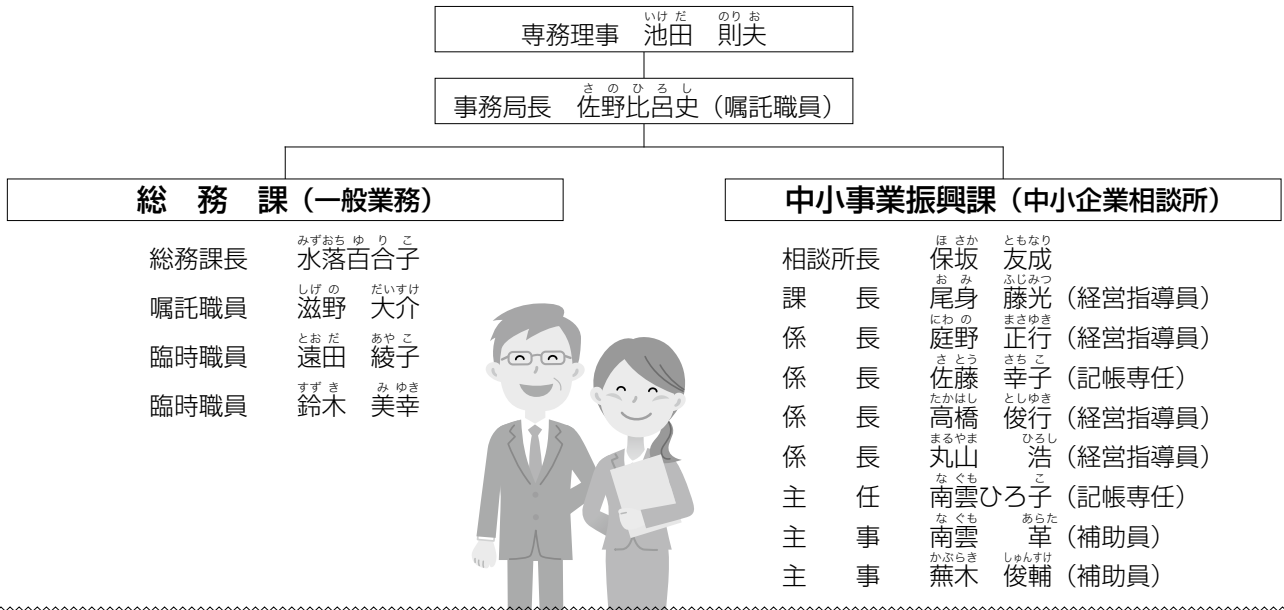 専務理事　池田　則夫
事務局長　佐野比呂史（嘱託職員）
総　務　課（一般業務）
総務課長　水落百合子
嘱託職員　滋野　大介
臨時職員　遠田　綾子
臨時職員　鈴木　美幸
中小事業振興課（中小企業相談所）
相談所長　保坂　友成
課　　長　尾身　藤光（経営指導員）
係　　長　庭野　正行（経営指導員）
係　　長　佐藤　幸子（記帳専任）
係　　長　高橋　俊行（経営指導員）
係　　長　丸山　　浩（経営指導員）
主　　任　南雲ひろ子（記帳専任）
主　　事　南雲　　革（補助員）
主　　事　蕪木　俊輔（補助員）